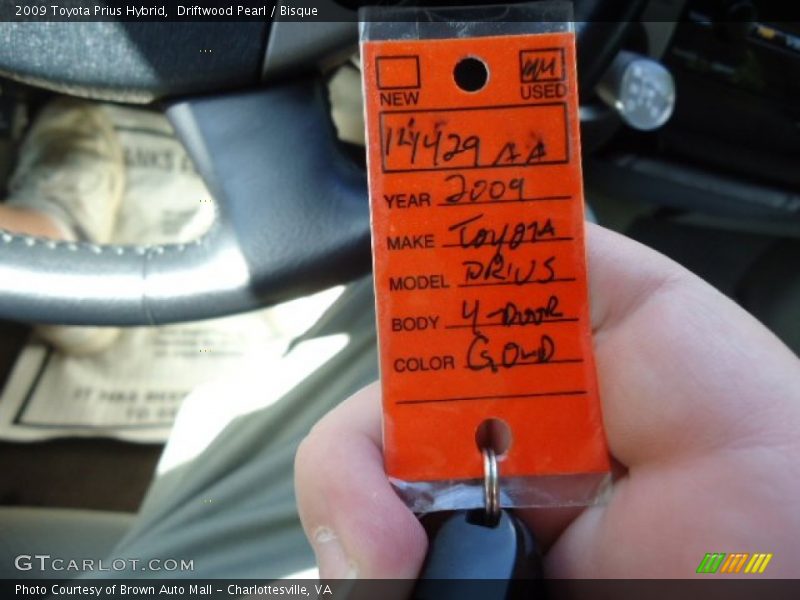 2009 Toyota Prius Hybrid, Driftwood Pearl / Bisque
NEW
USED
124429 AA
YEAR 2009
MAKE TOYOTA
MODEL PRIUS
BODY 4-DOOR
COLOR GOLD
GTCARLOT.COM
Photo Courtesy of Brown Auto Mall – Charlottesville, VA